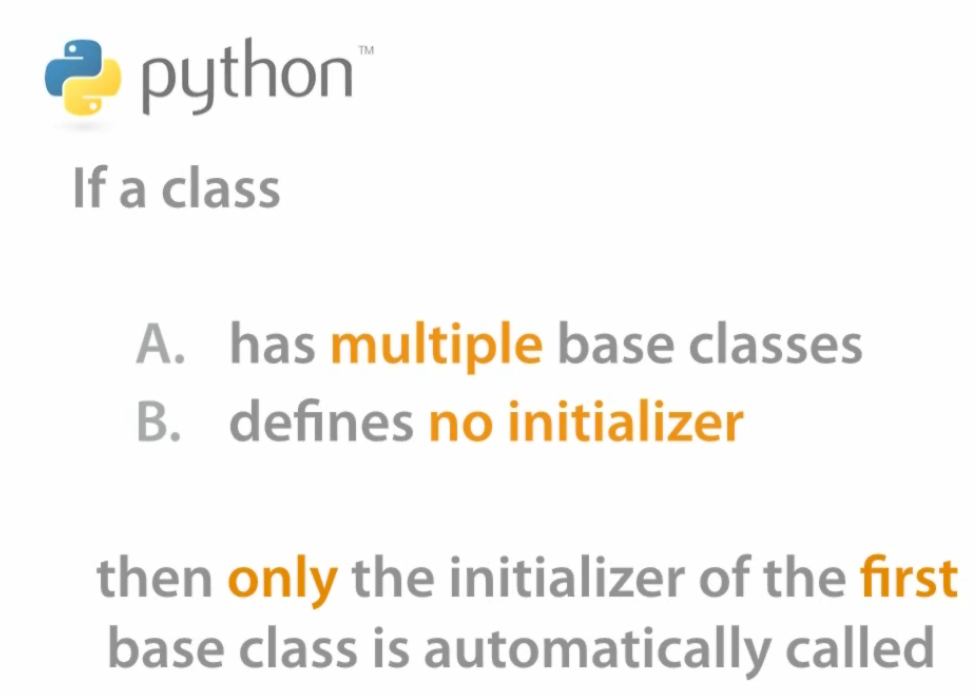 python™
If a class
A. has multiple base classes
B. defines no initializer
then only the initializer of the first
base class is automatically called